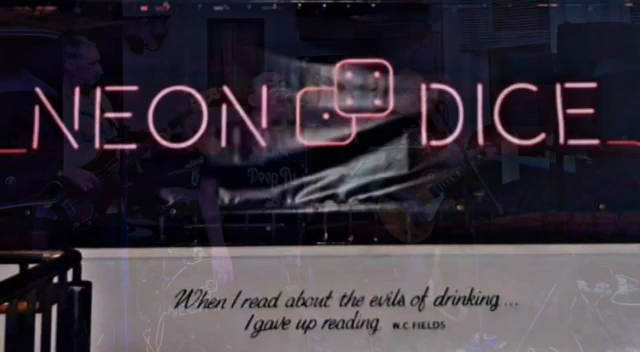 NEON DICE
When I read about the evils of drinking...
I gave up reading. W.C. FIELDS